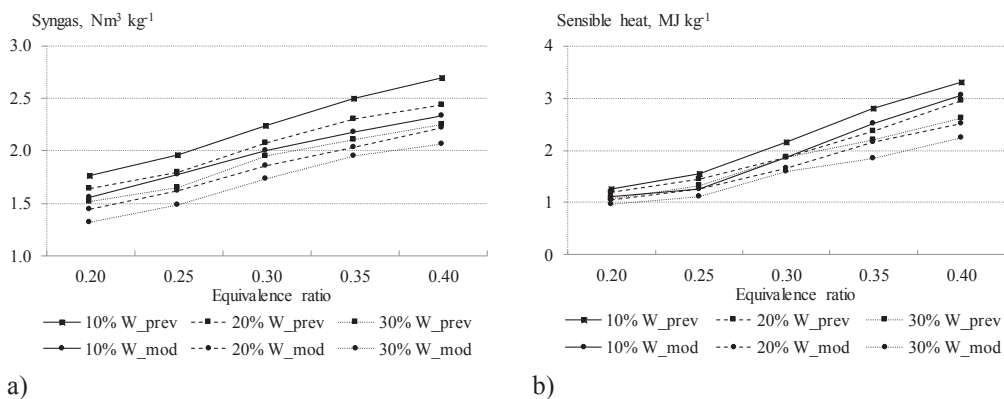 Syngas, Nm³ kg⁻¹
3.0
2.5
2.0
1.5
1.0
0.20 0.25 0.30 0.35 0.40
Equivalence ratio
10% W_prev 20% W_prev 30% W_prev
10% W_mod 20% W_mod 30% W_mod
a)
Sensible heat, MJ kg⁻¹
4
3
2
1
0
0.20 0.25 0.30 0.35 0.40
Equivalence ratio
10% W_prev 20% W_prev 30% W_prev
10% W_mod 20% W_mod 30% W_mod
b)